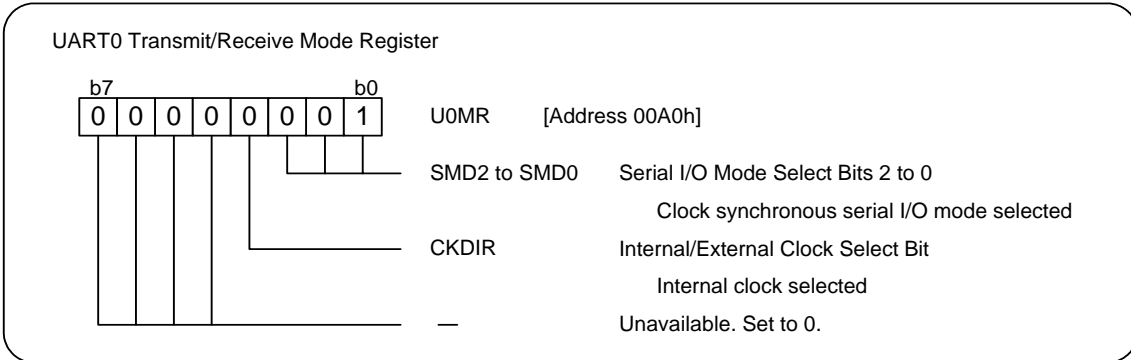 UART0 Transmit/Receive Mode Register
b7 b0
0 0 0 0 0 0 0 1 U0MR [Address 00A0h]
SMD2 to SMD0 Serial I/O Mode Select Bits 2 to 0
Clock synchronous serial I/O mode selected
CKDIR Internal/External Clock Select Bit
Internal clock selected
— Unavailable. Set to 0.